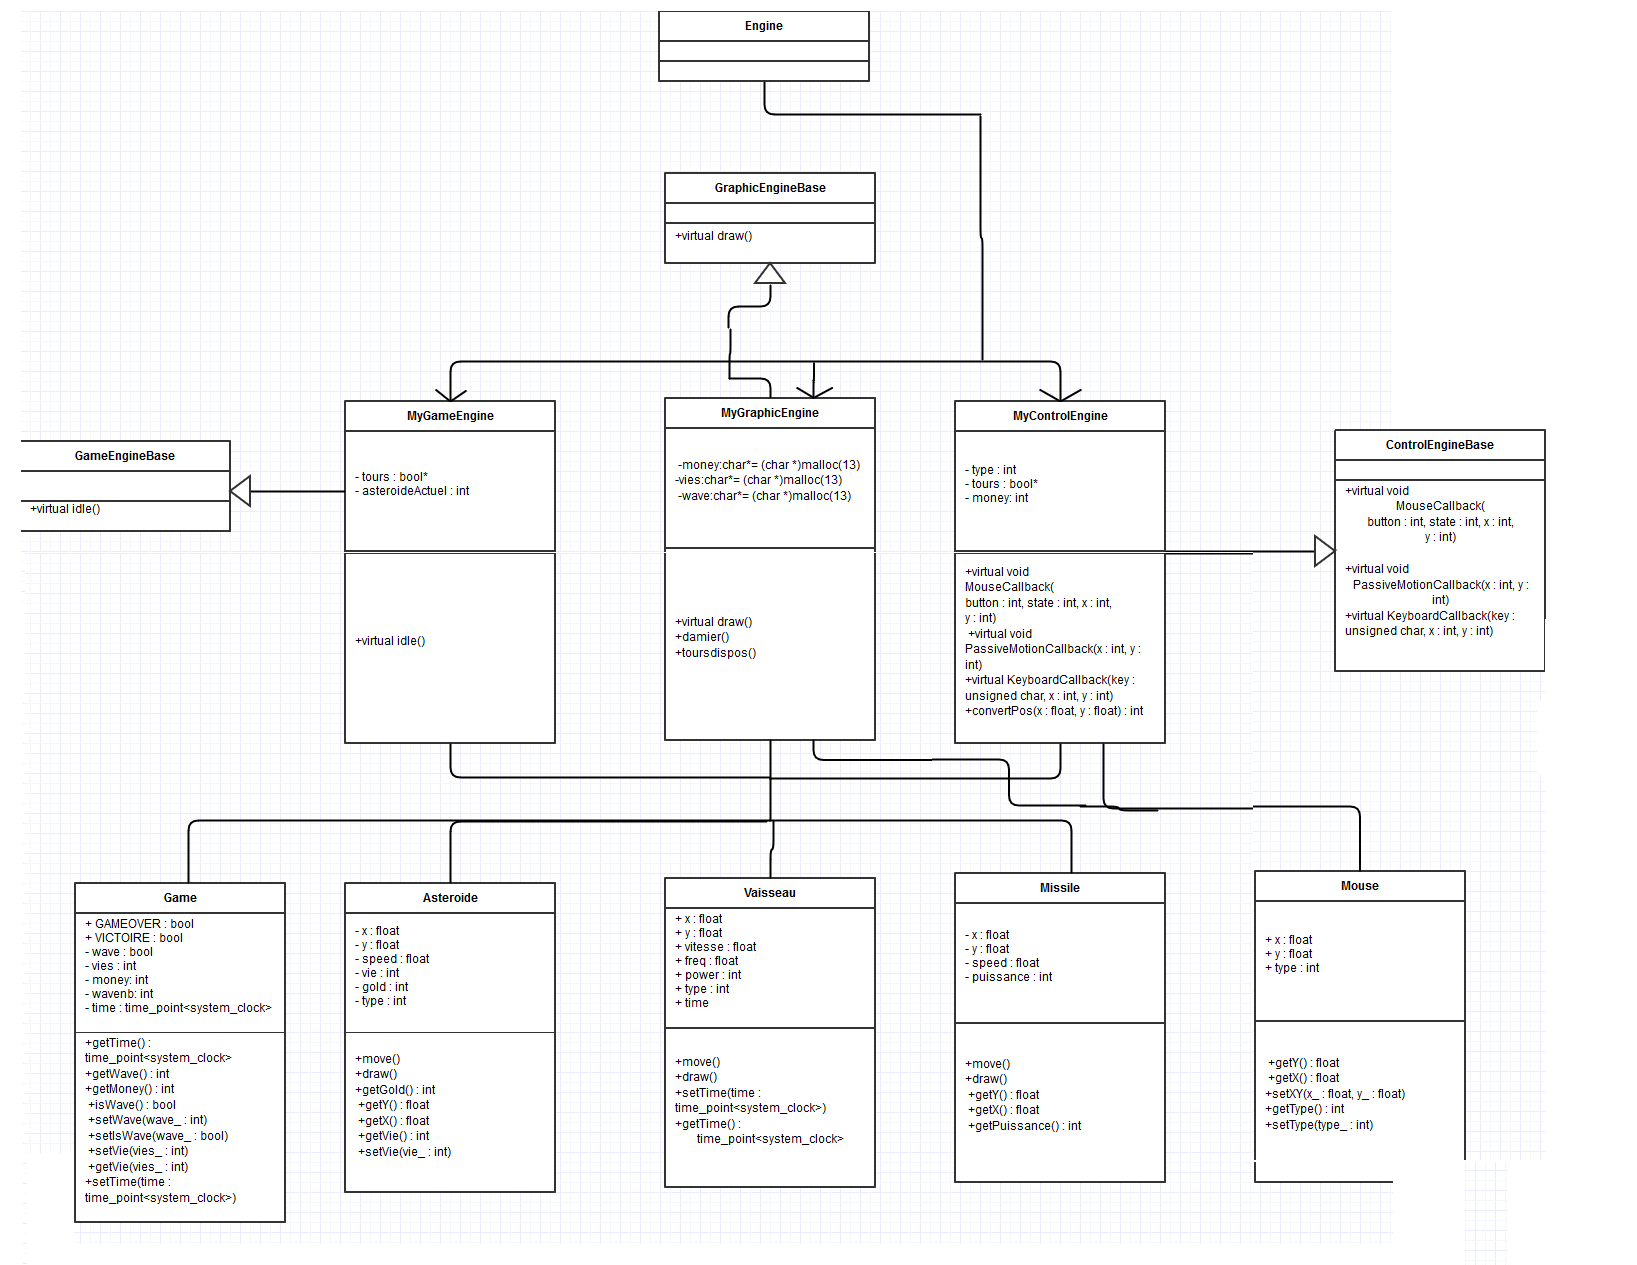 Engine
GraphicEngineBase
+virtual draw()
MyGameEngine
- tours : bool*
- asteroideActuel : int
+virtual idle()
MyGraphicEngine
-money:char*= (char *)malloc(13)
-vies:char*= (char *)malloc(13)
-wave:char*= (char *)malloc(13)
+virtual draw()
+damier()
+toursdispos()
MyControlEngine
- type : int
- tours : bool*
- money: int
+virtual void
MouseCallback(
button : int, state : int, x : int,
y : int)
+virtual void
PassiveMotionCallback(x : int, y :
int)
+virtual KeyboardCallback(key :
unsigned char, x : int, y : int)
+convertPos(x : float, y : float) : int
GameEngineBase
+virtual idle()
ControlEngineBase
+virtual void
MouseCallback(
button : int, state : int, x : int,
y : int)
+virtual void
PassiveMotionCallback(x : int, y :
int)
+virtual KeyboardCallback(key :
unsigned char, x : int, y : int)
Game
+ GAMEOVER : bool
+ VICTOIRE : bool
- wave : bool
- vies : int
- money: int
- wavenb: int
- time : time_point<system_clock>
+getTime() :
time_point<system_clock>
+getWave() : int
+getMoney() : int
+isWave() : bool
+setWave(wave_ : int)
+setIsWave(wave_ : bool)
+setVie(vies_ : int)
+getVie(vies_ : int)
+setTime(time :
time_point<system_clock>)
Asteroide
- x : float
- y : float
- speed : float
- vie : int
- gold : int
- type : int
+move()
+draw()
+getGold() : int
+getY() : float
+getX() : float
+getVie() : int
+setVie(vie_ : int)
Vaisseau
+ x : float
+ y : float
+ vitesse : float
+ freq : float
+ power : int
+ type : int
+ time
+move()
+draw()
+setTime(time :
time_point<system_clock>)
+getTime() :
time_point<system_clock>
Missile
- x : float
- y : float
- speed : float
- puissance : int
+move()
+draw()
+getY() : float
+getX() : float
+getPuissance() : int
Mouse
+ x : float
+ y : float
+ type : int
+getY() : float
+getX() : float
+setXY(x_ : float, y_ : float)
+getType() : int
+setType(type_ : int)